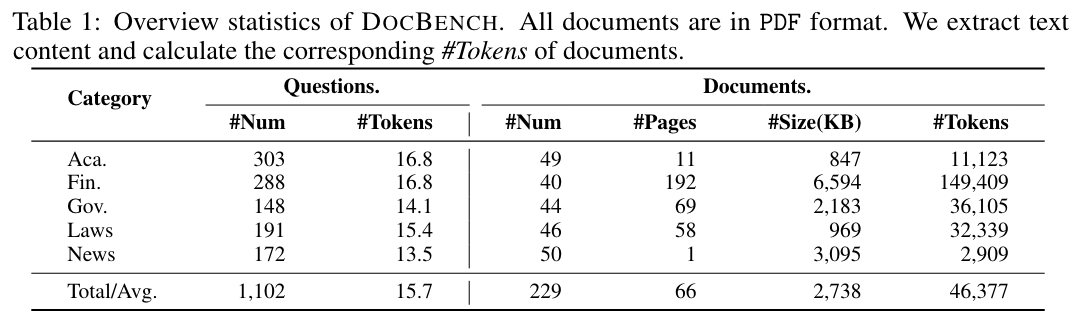 Table 1: Overview statistics of DOCBENCH. All documents are in PDF format. We extract text
content and calculate the corresponding #Tokens of documents.
Category Questions. Documents.
#Num #Tokens #Num #Pages #Size(KB) #Tokens
Aca. 303 16.8 49 11 847 11,123
Fin. 288 16.8 40 192 6,594 149,409
Gov. 148 14.1 44 69 2,183 36,105
Laws 191 15.4 46 58 969 32,339
News 172 13.5 50 1 3,095 2,909
Total/Avg. 1,102 15.7 229 66 2,738 46,377